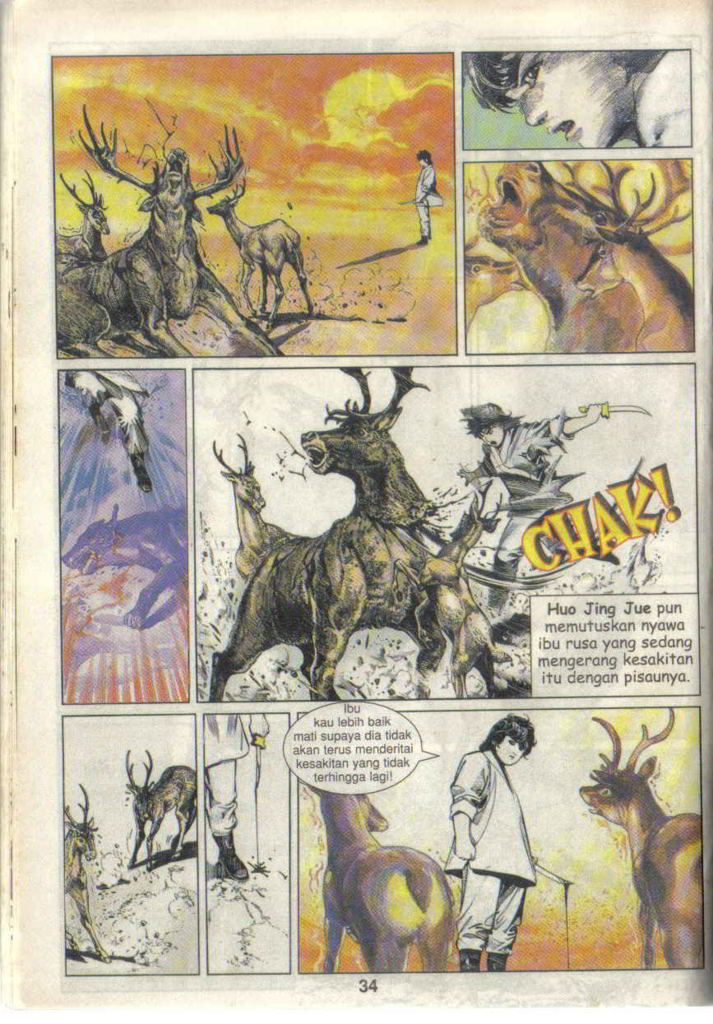 CHAK!
Huo Jing Jue pun
memutuskan nyawa
ibu rusa yang sedang
mengerang kesakitan
itu dengan pisaunya.
Ibu
kau lebih baik
mati supaya dia tidak
akan terus menderitai
kesakitan yang tidak
terhingga lagi!
34